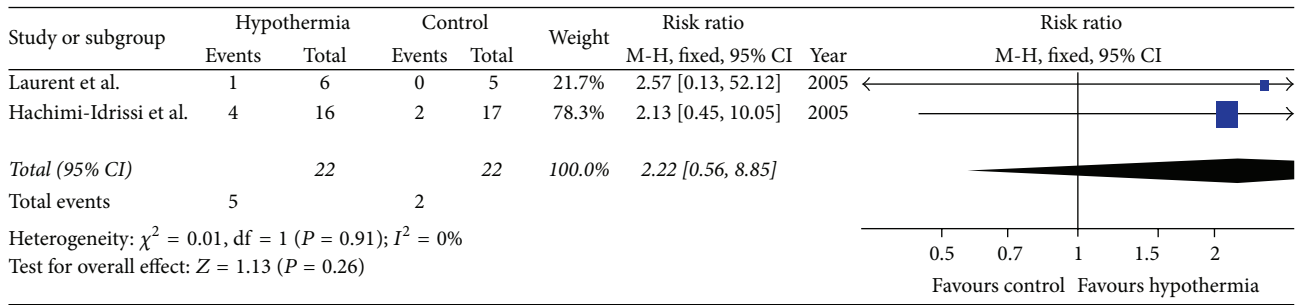 Study or subgroup Hypothermia Control Weight Risk ratio Risk ratio
Events Total Events Total M-H, fixed, 95% CI Year M-H, fixed, 95% CI
Laurent et al. 1 6 0 5 21.7% 2.57 [0.13, 52.12] 2005
Hachimi-Idrissi et al. 4 16 2 17 78.3% 2.13 [0.45, 10.05] 2005
Total (95% CI) 22 22 100.0% 2.22 [0.56, 8.85]
Total events 5 2
Heterogeneity: χ² = 0.01, df = 1 (P = 0.91); I² = 0%
Test for overall effect: Z = 1.13 (P = 0.26)
0.5 0.7 1 1.5 2
Favours control Favours hypothermia